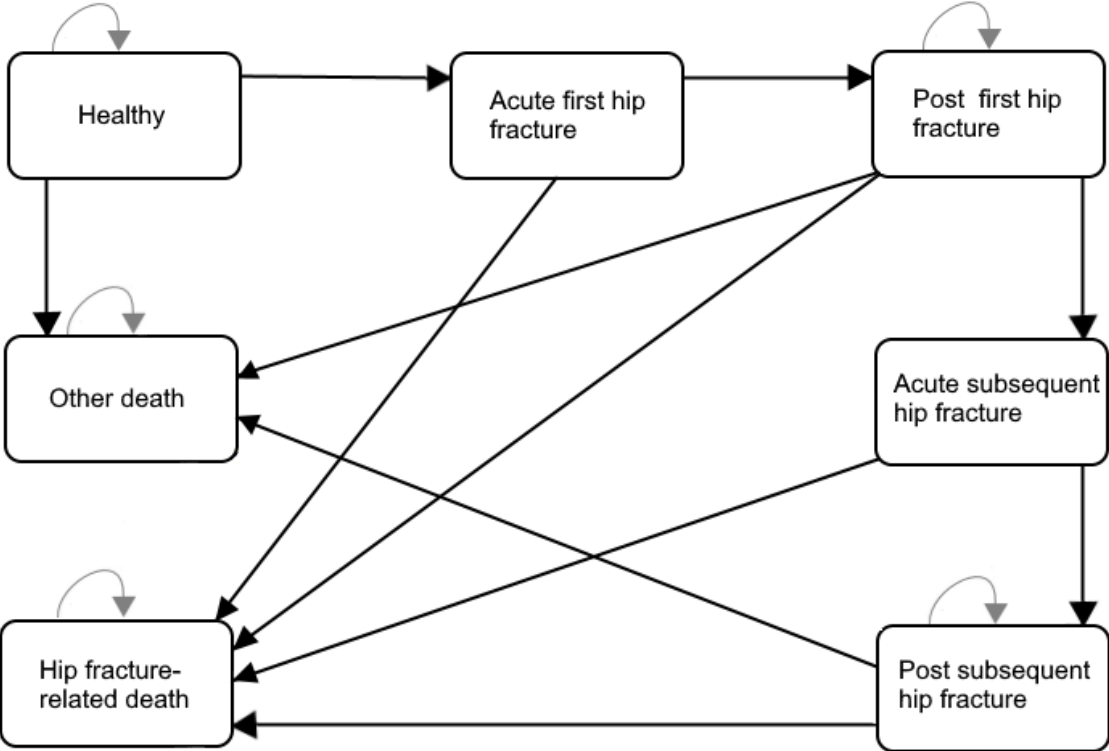 Healthy
Acute first hip
fracture
Post first hip
fracture
Other death
Acute subsequent
hip fracture
Hip fracture-
related death
Post subsequent
hip fracture